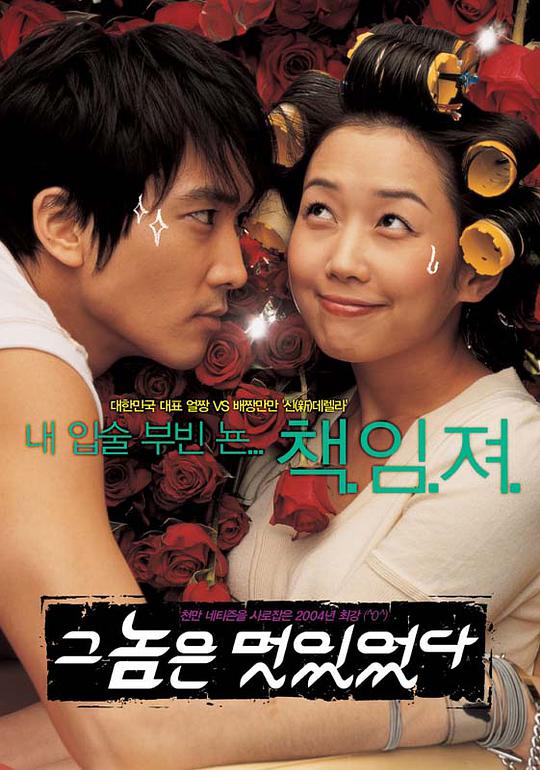 대한민국 대표 얼짱 VS 배짱만만 '신(新)데렐라'
내 입술 부빈 뇬... 책.임.져.
천만 네티즌을 사로잡은 2004년 최강 (^0^)
그놈은 멋있었다